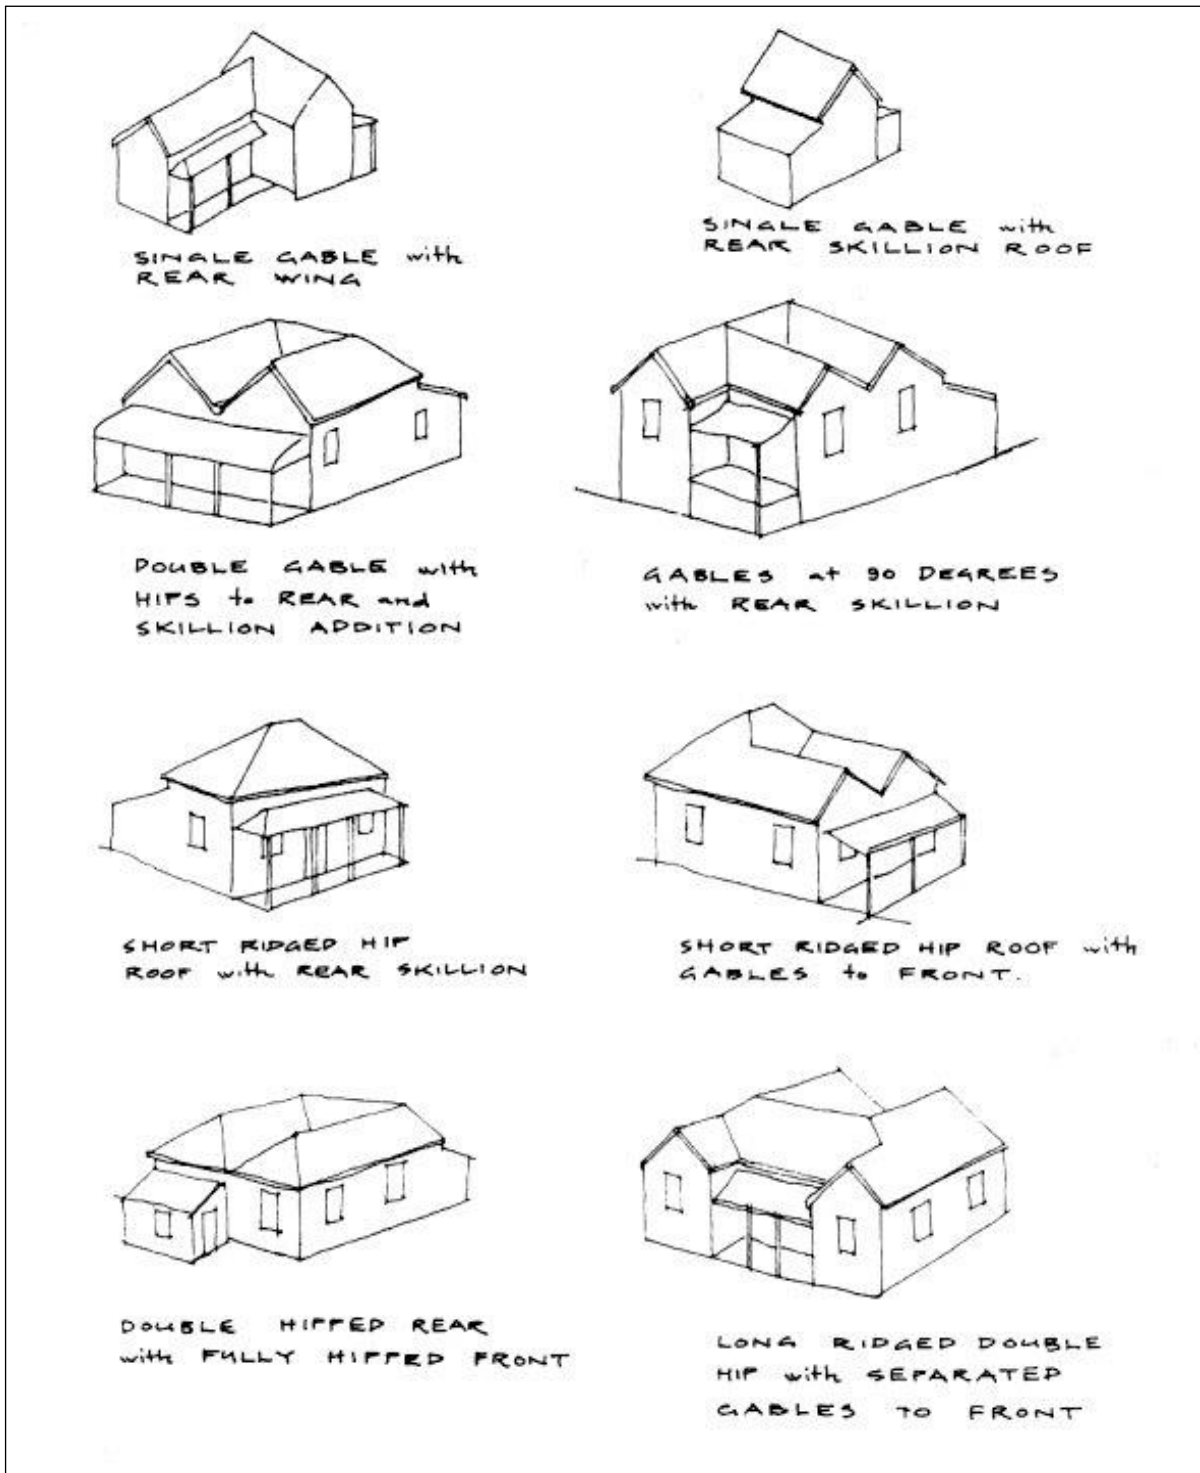 SINGLE GABLE with
REAR WING
SINGLE GABLE with
REAR SKILLION ROOF
DOUBLE GABLE with
HIPS to REAR and
SKILLION ADDITION
GABLES at 90 DEGREES
with REAR SKILLION
SHORT RIDGED HIP
ROOF with REAR SKILLION
SHORT RIDGED HIP ROOF with
GABLES to FRONT.
DOUBLE HIPPED REAR
with FULLY HIPPED FRONT
LONG RIDGED DOUBLE
HIP with SEPARATED
GABLES TO FRONT